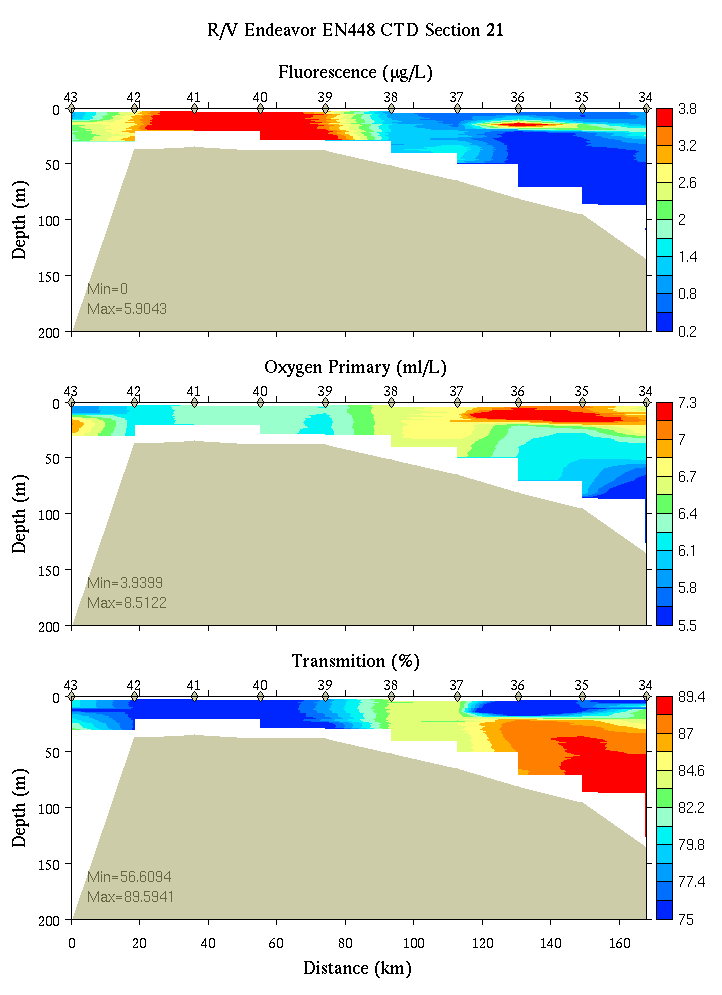 R/V Endeavor EN448 CTD Section 21
Fluorescence (µg/L)
43 42 41 40 39 38 37 36 35 34
0
50
100
150
200
Depth (m)
Min=0
Max=5.9043
3.8
3.2
2.6
2
1.4
0.8
0.2
Oxygen Primary (ml/L)
43 42 41 40 39 38 37 36 35 34
0
50
100
150
200
Depth (m)
Min=3.9399
Max=8.5122
7.3
7
6.7
6.4
6.1
5.8
5.5
Transmition (%)
43 42 41 40 39 38 37 36 35 34
0
50
100
150
200
Depth (m)
Min=56.6094
Max=89.5941
89.4
87
84.6
82.2
79.8
77.4
75
0 20 40 60 80 100 120 140 160
Distance (km)